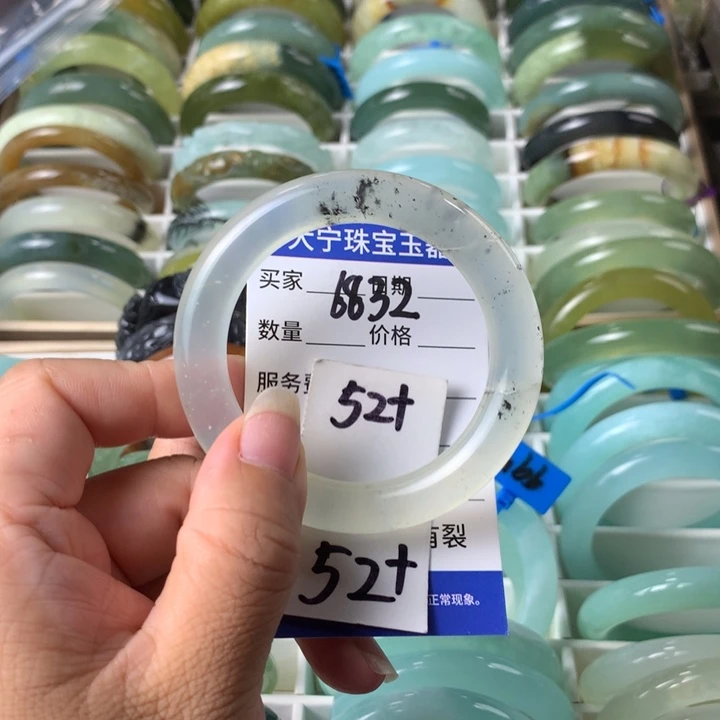 大宁珠宝玉器
买家 6832 日期
数量 价格
服务
52+
有裂
52+
正常现象。